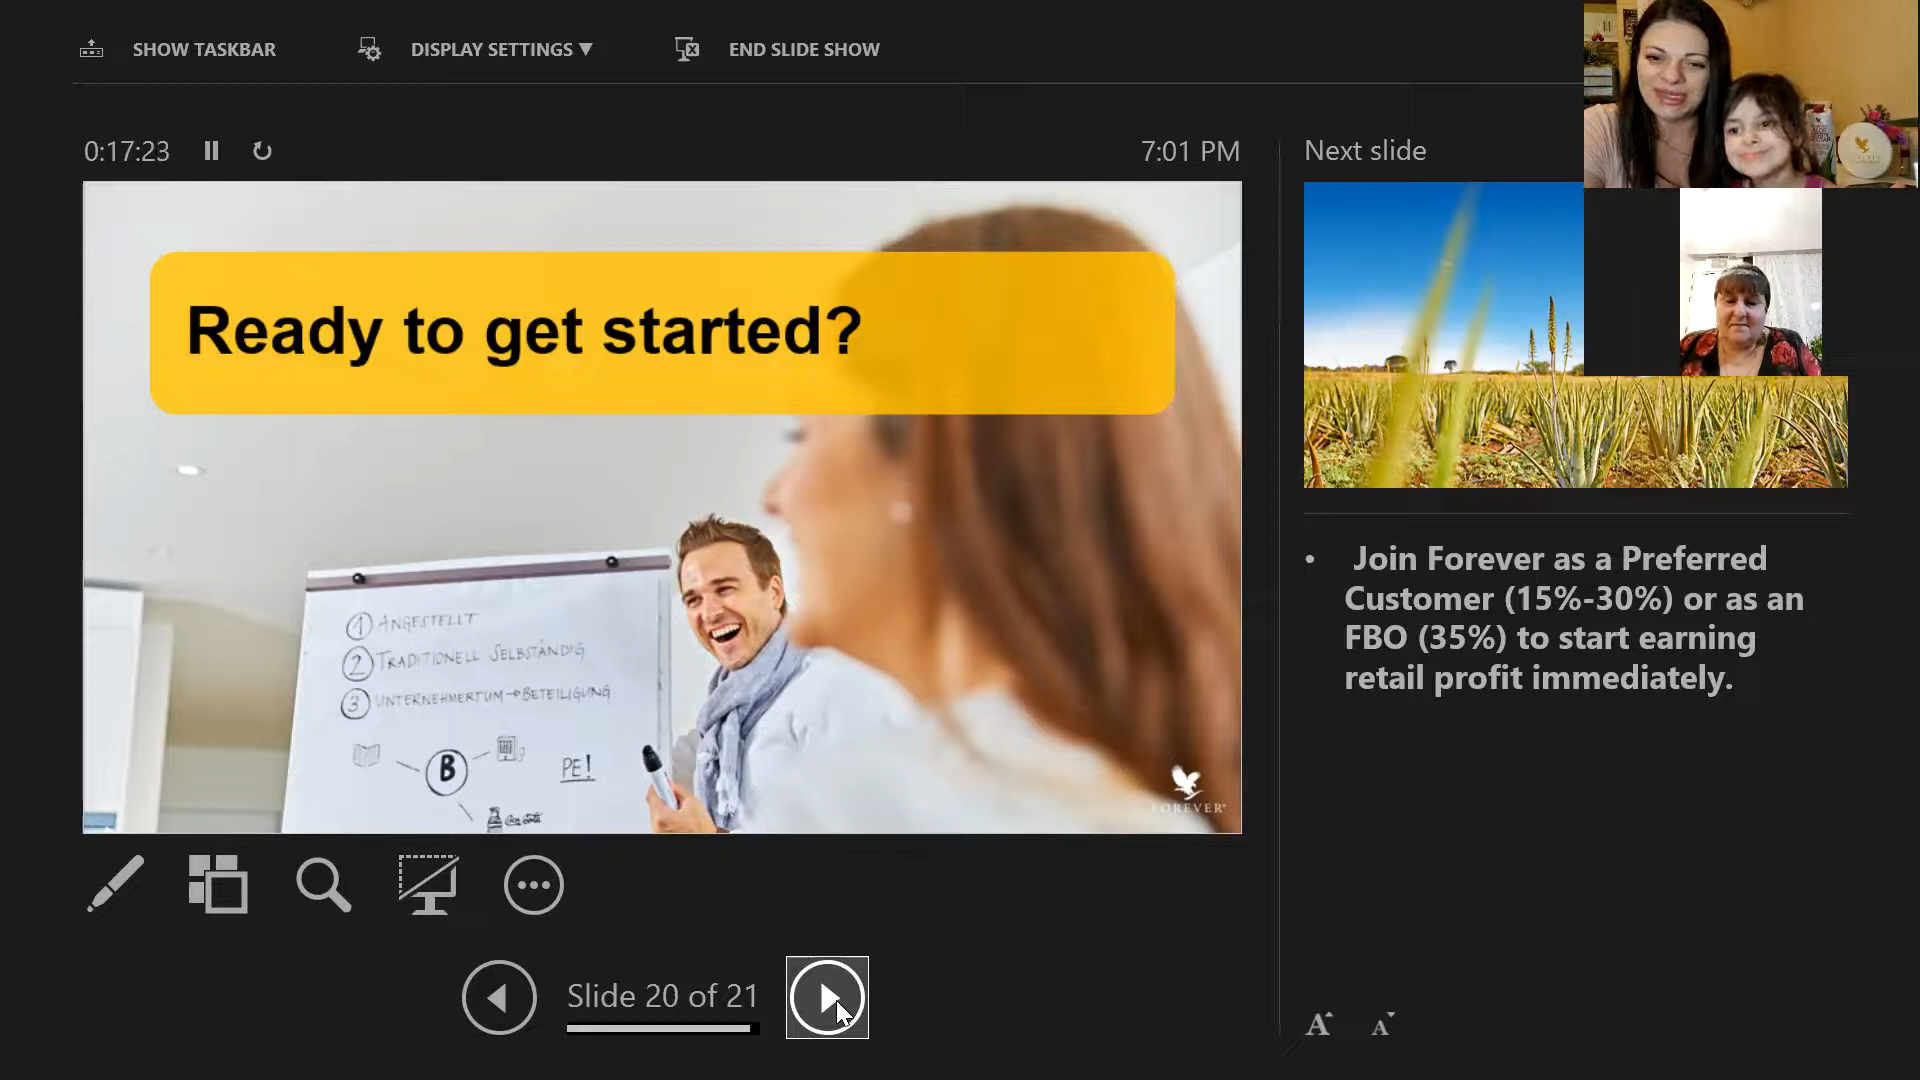 SHOW TASKBAR
DISPLAY SETTINGS ▼
END SLIDE SHOW
0:17:23
7:01 PM
Next slide
Ready to get started?
1 ANGESTELLT
2 TRADITIONELL SELBSTÄNDIG
3 UNTERNEHMERTUM → BETEILIGUNG
B
PE!
Coca-Cola
FOREVER
• Join Forever as a Preferred
Customer (15%-30%) or as an
FBO (35%) to start earning
retail profit immediately.
Slide 20 of 21
A A